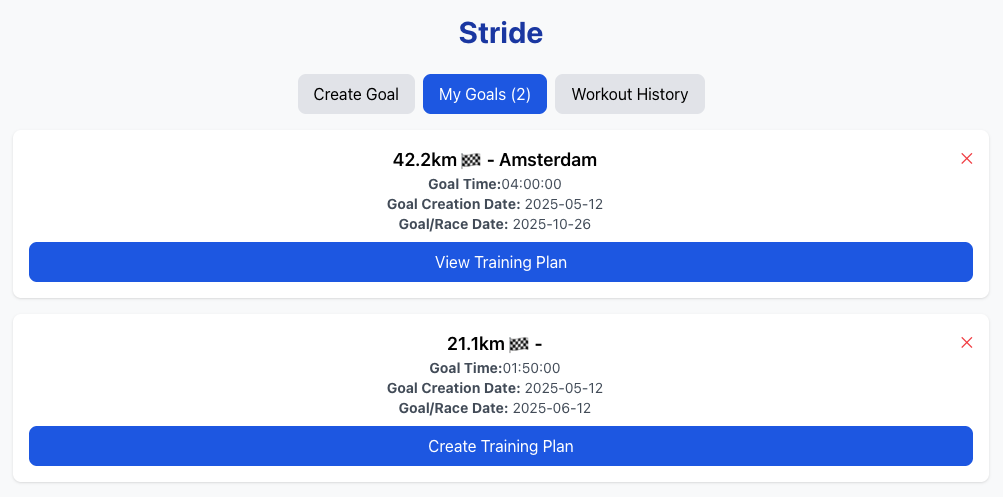 Stride
Create Goal
My Goals (2)
Workout History
42.2km🏁 - Amsterdam
Goal Time:04:00:00
Goal Creation Date: 2025-05-12
Goal/Race Date: 2025-10-26
View Training Plan
21.1km🏁 -
Goal Time:01:50:00
Goal Creation Date: 2025-05-12
Goal/Race Date: 2025-06-12
Create Training Plan